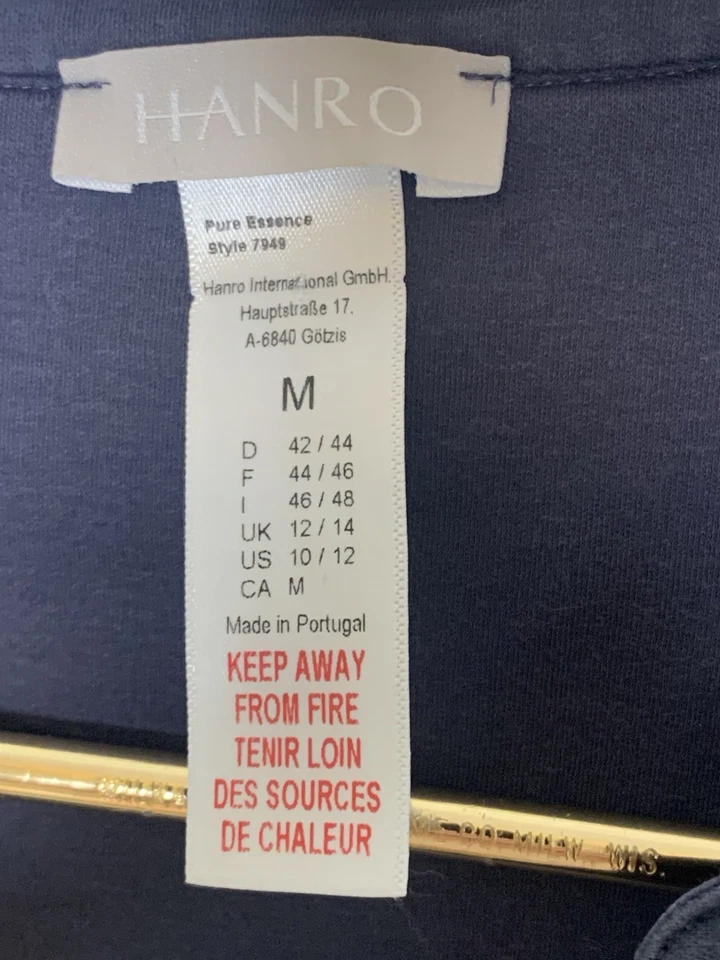 HANRO
Pure Essence
Style 7949
Hanro International GmbH.
Hauptstraße 17.
A-6840 Götzis
M
D 42 / 44
F 44 / 46
I 46 / 48
UK 12 / 14
US 10 / 12
CA M
Made in Portugal
KEEP AWAY
FROM FIRE
TENIR LOIN
DES SOURCES
DE CHALEUR
WIS.